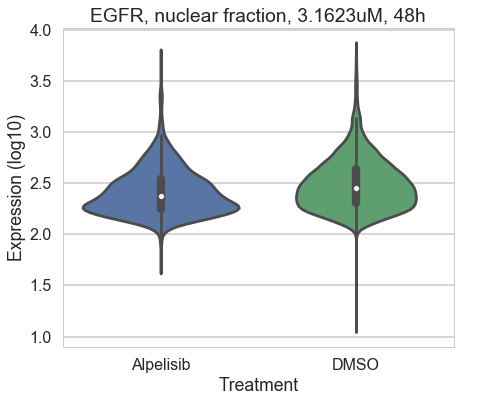 EGFR, nuclear fraction, 3.1623uM, 48h
4.0
3.5
3.0
2.5
2.0
1.5
1.0
Expression (log10)
Alpelisib
DMSO
Treatment